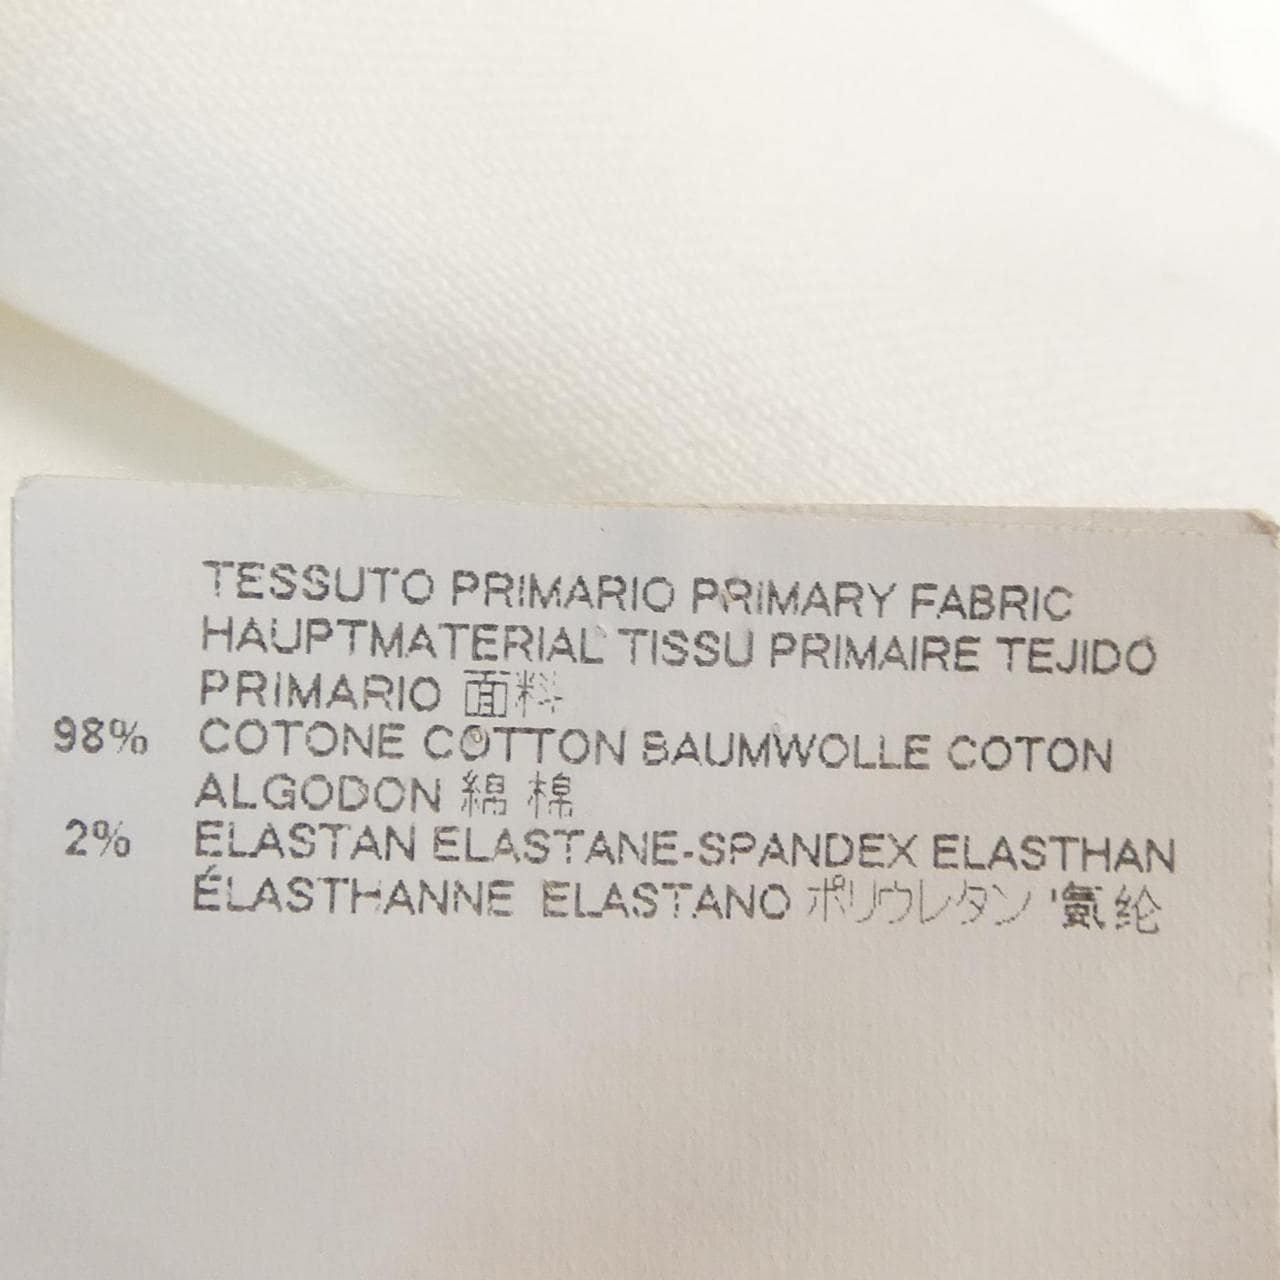 TESSUTO PRIMARIO PRIMARY FABRIC
HAUPTMATERIAL TISSU PRIMAIRE TEJIDO
PRIMARIO 面料
98% COTONE COTTON BAUMWOLLE COTON
ALGODON 綿 棉
2% ELASTAN ELASTANE-SPANDEX ELASTHAN
ÉLASTHANNE ELASTANO ポリウレタン 氨纶